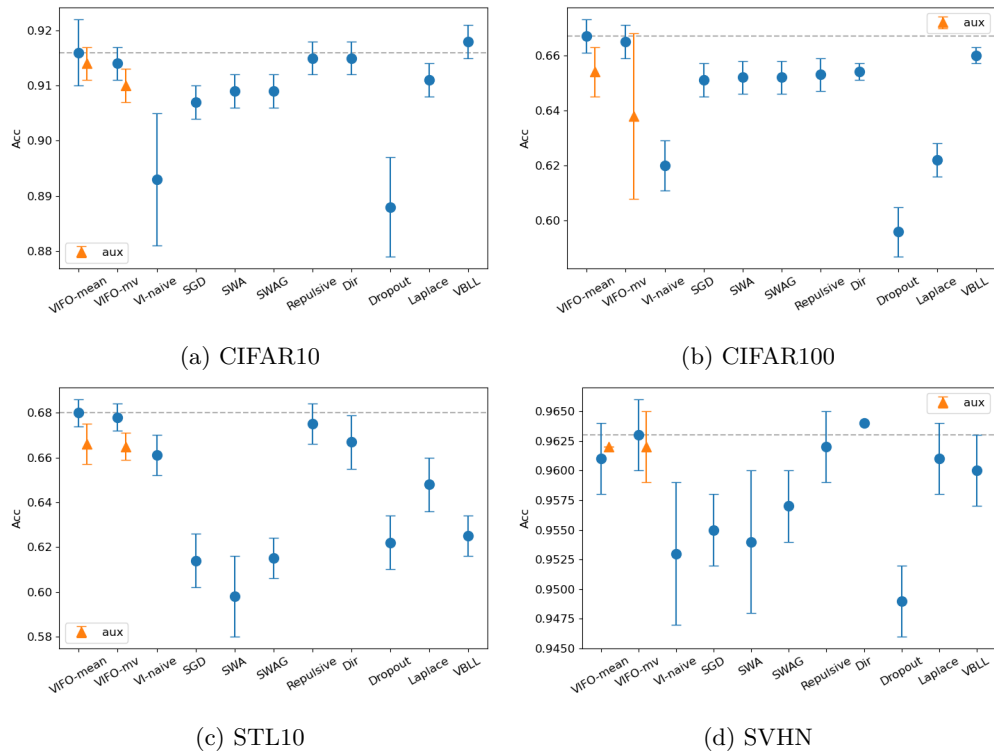 0.92
0.91
0.90
0.89
0.88
Acc
aux
VIFO-mean
VIFO-mv
VI-naive
SGD
SWA
SWAG
Repulsive
Dir
Dropout
Laplace
VBLL
(a) CIFAR10
0.66
0.64
0.62
0.60
Acc
aux
VIFO-mean
VIFO-mv
VI-naive
SGD
SWA
SWAG
Repulsive
Dir
Dropout
Laplace
VBLL
(b) CIFAR100
0.68
0.66
0.64
0.62
0.60
0.58
Acc
aux
VIFO-mean
VIFO-mv
VI-naive
SGD
SWA
SWAG
Repulsive
Dir
Dropout
Laplace
VBLL
(c) STL10
0.9650
0.9625
0.9600
0.9575
0.9550
0.9525
0.9500
0.9475
0.9450
Acc
aux
VIFO-mean
VIFO-mv
VI-naive
SGD
SWA
SWAG
Repulsive
Dir
Dropout
Laplace
VBLL
(d) SVHN